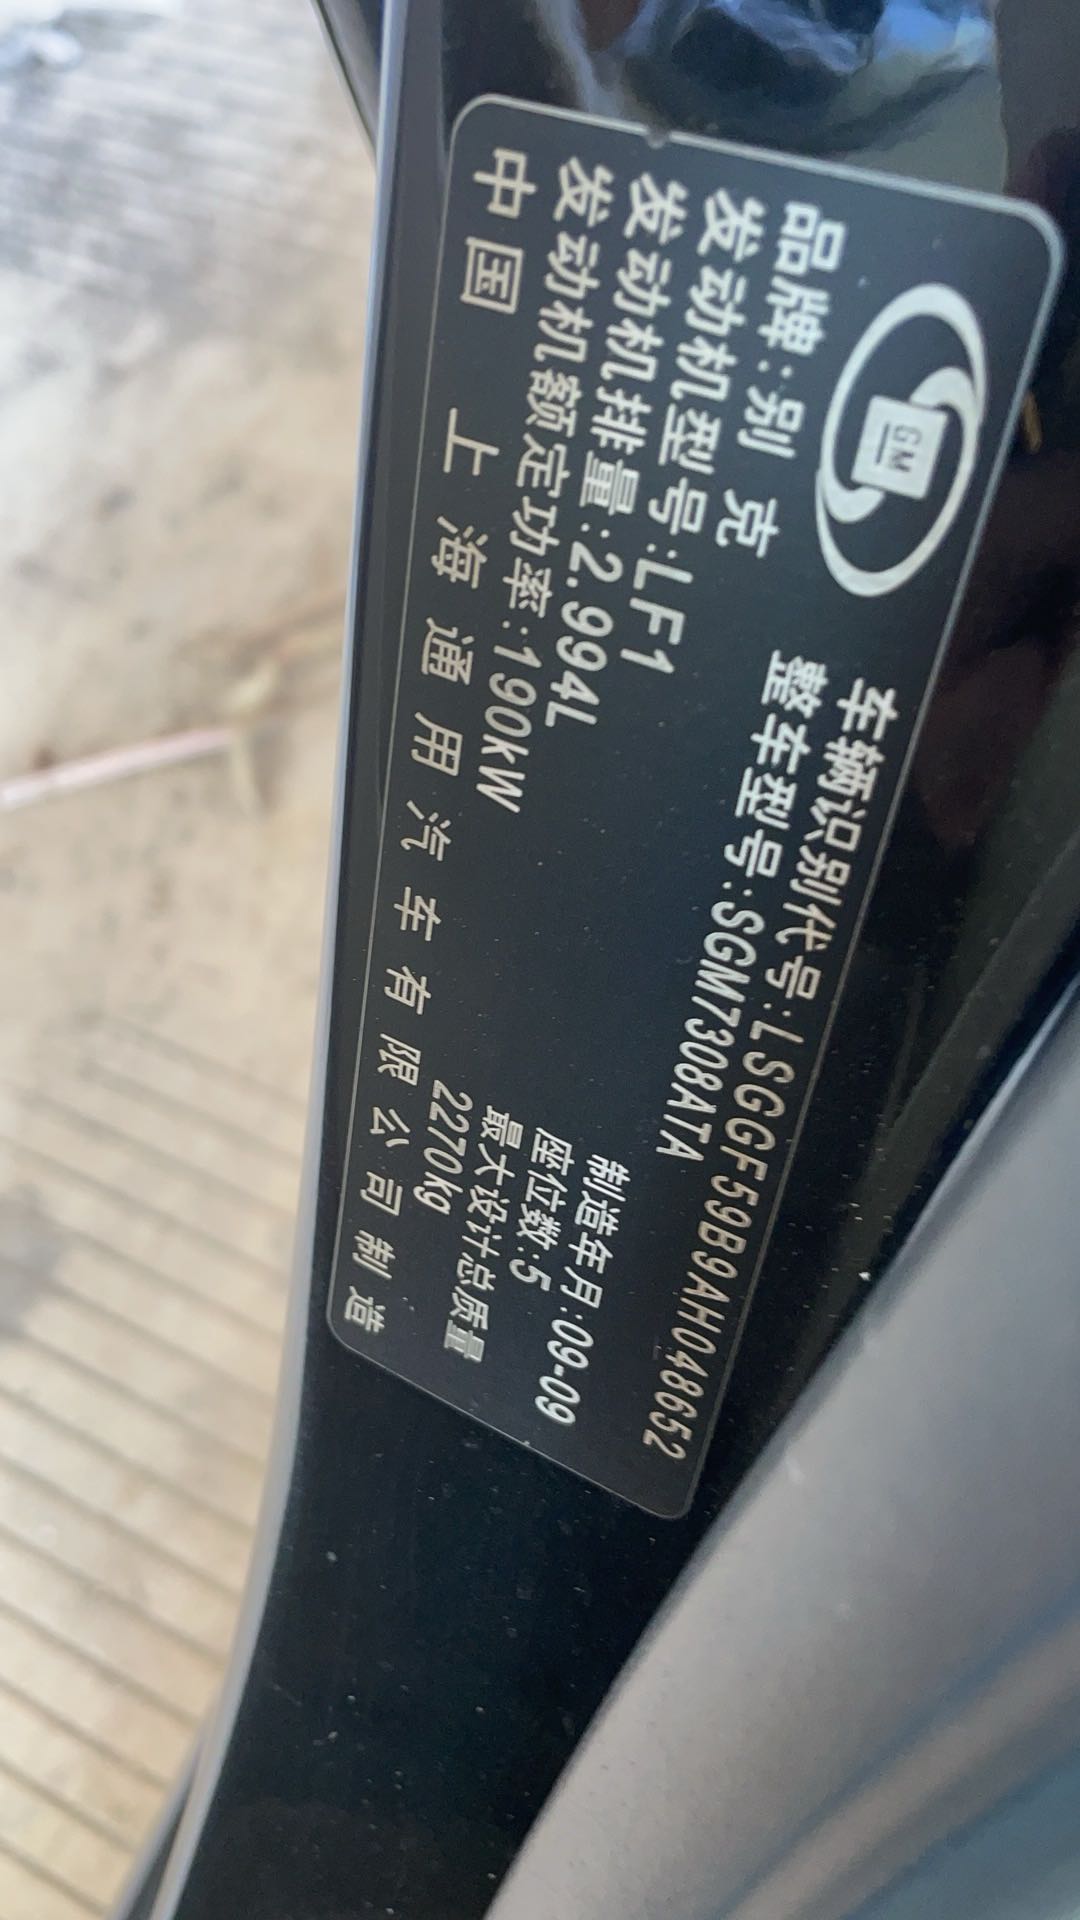 GM
车辆识别代号:LSGGF59B9AH048652
品牌:别 克 整车型号:SGM7308ATA
发动机型号:LF1
发动机排量:2.994L 制造年月:09-09
发动机额定功率:190kW 座位数:5
最大设计总质量
2270kg
中国 上海通用汽车有限公司制造